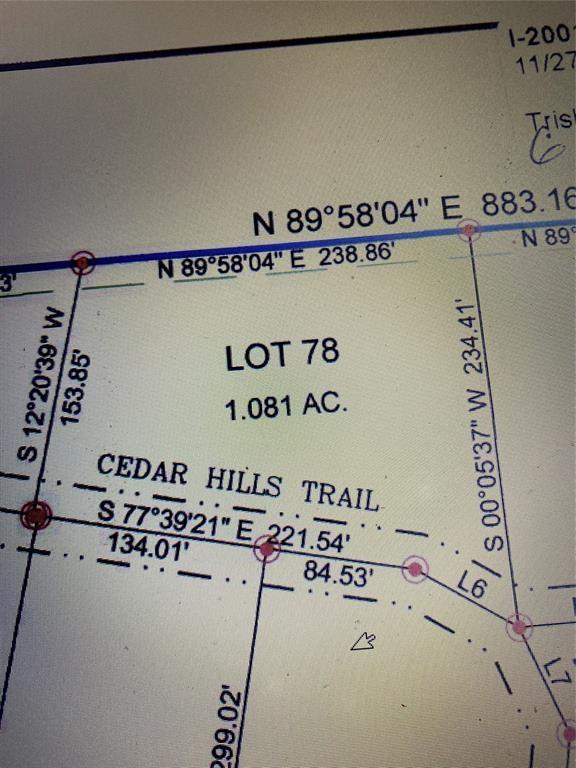 I-200
11/27
Trish
6
N 89°58'04" E 883.16
N 89°58'04" E 238.86'
N 89°
3'
S 12°20'39" W
153.85'
LOT 78
1.081 AC.
S 00°05'37" W 234.41'
CEDAR HILLS TRAIL
S 77°39'21" E 221.54'
134.01'
84.53'
L6
L7
299.02'